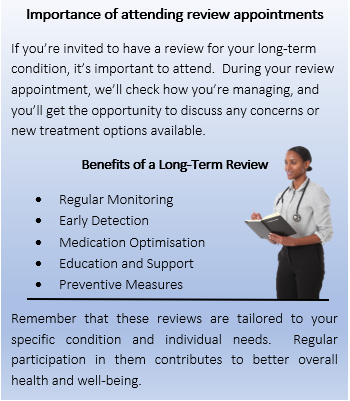 Importance of attending review appointments
If you're invited to have a review for your long-term
condition, it's important to attend.  During your review
appointment, we'll check how you're managing, and
you'll get the opportunity to discuss any concerns or
new treatment options available.
Benefits of a Long-Term Review
• Regular Monitoring
• Early Detection
• Medication Optimisation
• Education and Support
• Preventive Measures
Remember that these reviews are tailored to your
specific condition and individual needs.  Regular
participation in them contributes to better overall
health and well-being.